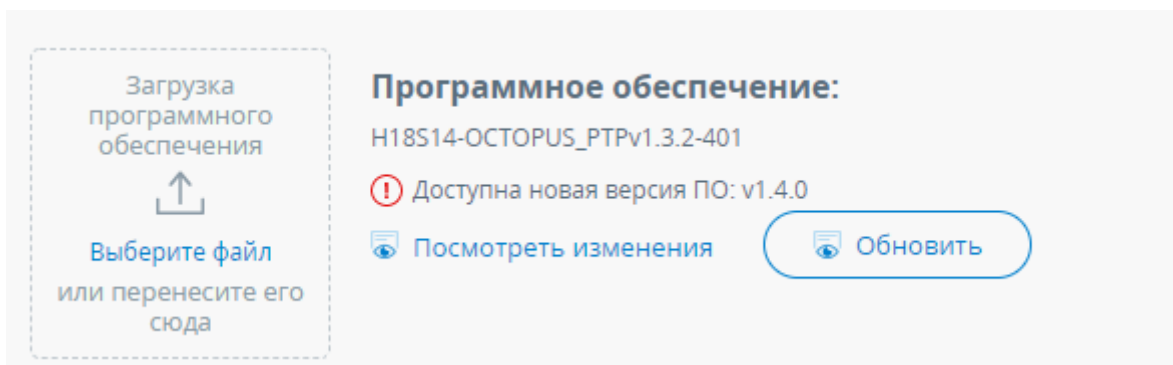 Загрузка
программного
обеспечения
Выберите файл
или перенесите его
сюда
Программное обеспечение:
H18S14-OCTOPUS_PTPv1.3.2-401
Доступна новая версия ПО: v1.4.0
Посмотреть изменения
Обновить